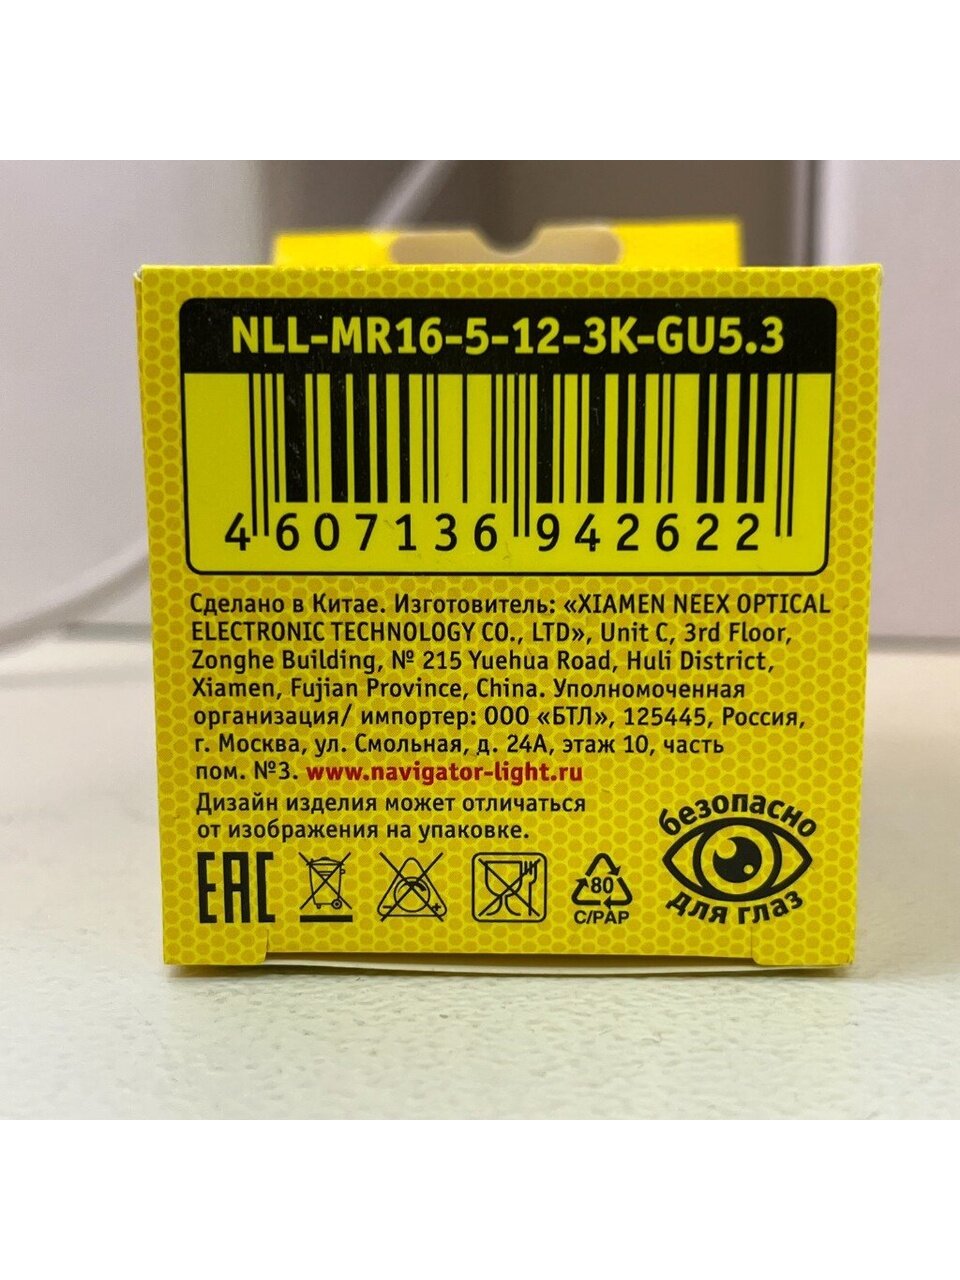 NLL-MR16-5-12-3K-GU5.3
4 607136 942622
Сделано в Китае. Изготовитель: «XIAMEN NEEX OPTICAL
ELECTRONIC TECHNOLOGY CO., LTD», Unit C, 3rd Floor,
Zonghe Building, № 215 Yuehua Road, Huli District,
Xiamen, Fujian Province, China. Уполномоченная
организация/ импортер: ООО «БТЛ», 125445, Россия,
г. Москва, ул. Смольная, д. 24А, этаж 10, часть
пом. №3. www.navigator-light.ru
Дизайн изделия может отличаться
от изображения на упаковке.
безопасно
для глаз
EAC
80
C/PAP